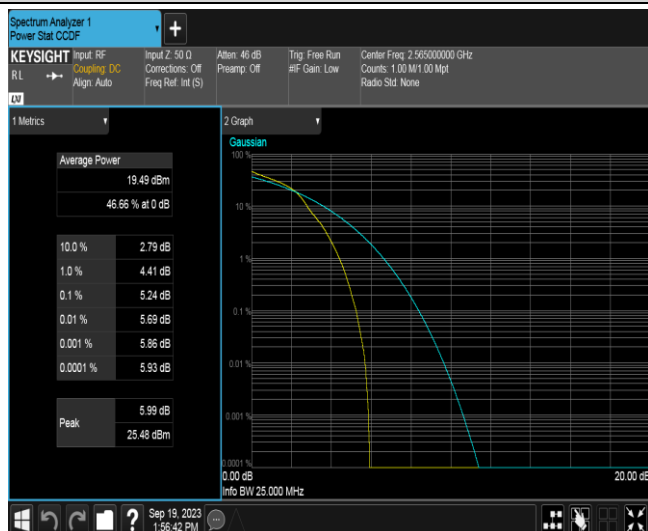 Spectrum Analyzer 1
Power Stat CCDF
+
KEYSIGHT
RL
LXI
Input: RF
Coupling: DC
Align: Auto
Input Z: 50 Ω
Corrections: Off
Freq Ref: Int (S)
Atten: 46 dB
Preamp: Off
Trig: Free Run
#IF Gain: Low
Center Freq: 2.565000000 GHz
Counts: 1.00 M/1.00 Mpt
Radio Std: None
1 Metrics
Average Power
19.49 dBm
46.66 % at 0 dB
10.0 % 2.79 dB
1.0 % 4.41 dB
0.1 % 5.24 dB
0.01 % 5.69 dB
0.001 % 5.86 dB
0.0001 % 5.93 dB
Peak
5.99 dB
25.48 dBm
2 Graph
Gaussian
100 %
10 %
1 %
0.1 %
0.01 %
0.001 %
0.0001 %
0.00 dB 20.00 dB
Info BW 25.000 MHz
?
Sep 19, 2023
1:56:42 PM